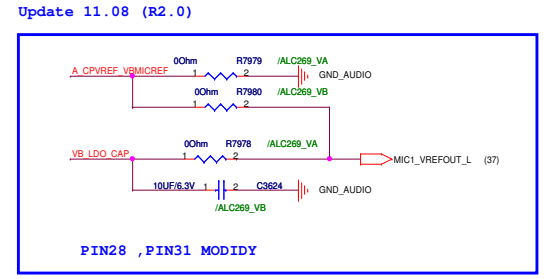 Update 11.08 (R2.0)
0Ohm R7979 /ALC269_VA
A_CPVREF_VBMICREF 1 2 GND_AUDIO
0Ohm R7980 /ALC269_VB
1 2
0Ohm R7978 /ALC269_VA
VB_LDO_CAP 1 2 MIC1_VREFOUT_L (37)
10UF/6.3V 1 2 C3624 GND_AUDIO
/ALC269_VB
PIN28 ,PIN31 MODIDY